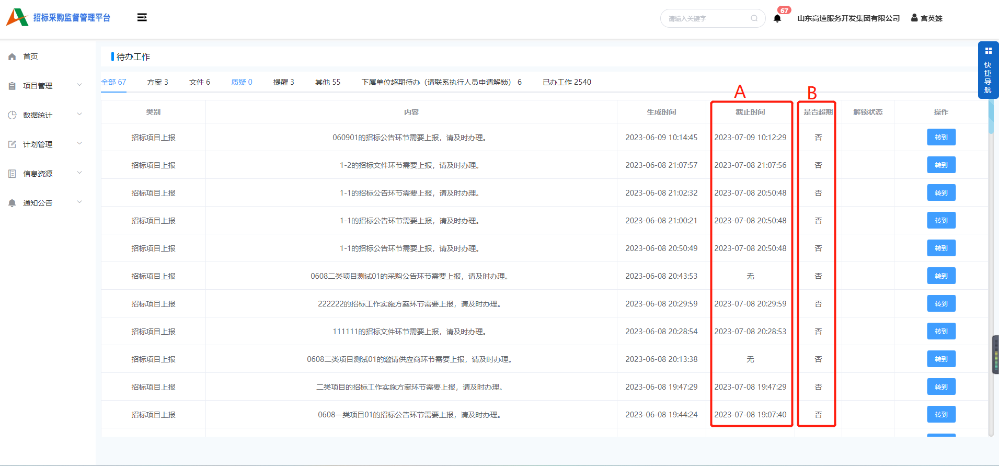 招标采购监督管理平台
请输入关键字
67
山东高速服务开发集团有限公司
宫英姝
首页
项目管理
数据统计
计划管理
信息资源
通知公告
快捷导航
待办工作
全部 67 方案 3 文件 6 质疑 0 提醒 3 其他 55 下属单位超期待办（请联系执行人员申请解锁） 6 已办工作 2540
A B
类别 内容 生成时间 截止时间 是否超期 解锁状态 操作
招标项目上报 060901的招标公告环节需要上报，请及时办理。 2023-06-09 10:14:45 2023-07-09 10:12:29 否 转到
招标项目上报 1-2的招标文件环节需要上报，请及时办理。 2023-06-08 21:07:57 2023-07-08 21:07:56 否 转到
招标项目上报 1-1的招标公告环节需要上报，请及时办理。 2023-06-08 21:02:32 2023-07-08 20:50:48 否 转到
招标项目上报 1-1的招标公告环节需要上报，请及时办理。 2023-06-08 21:00:21 2023-07-08 20:50:48 否 转到
招标项目上报 1-1的招标公告环节需要上报，请及时办理。 2023-06-08 20:50:49 2023-07-08 20:50:48 否 转到
招标项目上报 0608二类项目测试01的采购公告环节需要上报，请及时办理。 2023-06-08 20:43:53 无 否 转到
招标项目上报 222222的招标工作实施方案环节需要上报，请及时办理。 2023-06-08 20:29:59 2023-07-08 20:29:59 否 转到
招标项目上报 111111的招标文件环节需要上报，请及时办理。 2023-06-08 20:28:54 2023-07-08 20:28:53 否 转到
招标项目上报 0608二类项目测试01的邀请供应商环节需要上报，请及时办理。 2023-06-08 20:13:38 无 否 转到
招标项目上报 二类项目的招标工作实施方案环节需要上报，请及时办理。 2023-06-08 19:47:29 2023-07-08 19:47:29 否 转到
招标项目上报 0608一类项目01的招标公告环节需要上报，请及时办理。 2023-06-08 19:44:24 2023-07-08 19:07:40 否 转到